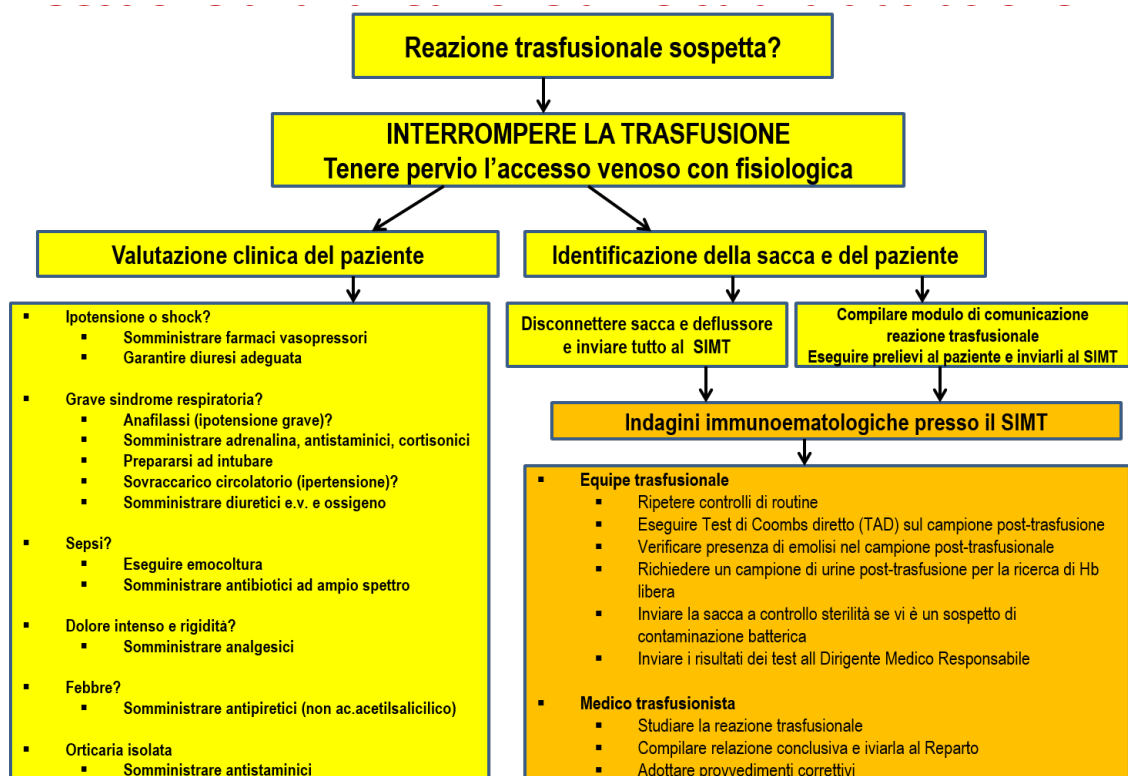 Reazione trasfusionale sospetta?
INTERROMPERE LA TRASFUSIONE
Tenere pervio l'accesso venoso con fisiologica
Valutazione clinica del paziente
Identificazione della sacca e del paziente
▪ Ipotensione o shock?
▪ Somministrare farmaci vasopressori
▪ Garantire diuresi adeguata
▪ Grave sindrome respiratoria?
▪ Anafilassi (ipotensione grave)?
▪ Somministrare adrenalina, antistaminici, cortisonici
▪ Prepararsi ad intubare
▪ Sovraccarico circolatorio (ipertensione)?
▪ Somministrare diuretici e.v. e ossigeno
▪ Sepsi?
▪ Eseguire emocoltura
▪ Somministrare antibiotici ad ampio spettro
▪ Dolore intenso e rigidità?
▪ Somministrare analgesici
▪ Febbre?
▪ Somministrare antipiretici (non ac.acetilsalicilico)
▪ Orticaria isolata
▪ Somministrare antistaminici
Disconnettere sacca e deflussore
e inviare tutto al SIMT
Compilare modulo di comunicazione
reazione trasfusionale
Eseguire prelievi al paziente e inviarli al SIMT
Indagini immunoematologiche presso il SIMT
▪ Equipe trasfusionale
▪ Ripetere controlli di routine
▪ Eseguire Test di Coombs diretto (TAD) sul campione post-trasfusione
▪ Verificare presenza di emolisi nel campione post-trasfusionale
▪ Richiedere un campione di urine post-trasfusione per la ricerca di Hb
libera
▪ Inviare la sacca a controllo sterilità se vi è un sospetto di
contaminazione batterica
▪ Inviare i risultati dei test all Dirigente Medico Responsabile
▪ Medico trasfusionista
▪ Studiare la reazione trasfusionale
▪ Compilare relazione conclusiva e iviarla al Reparto
▪ Adottare provvedimenti correttivi